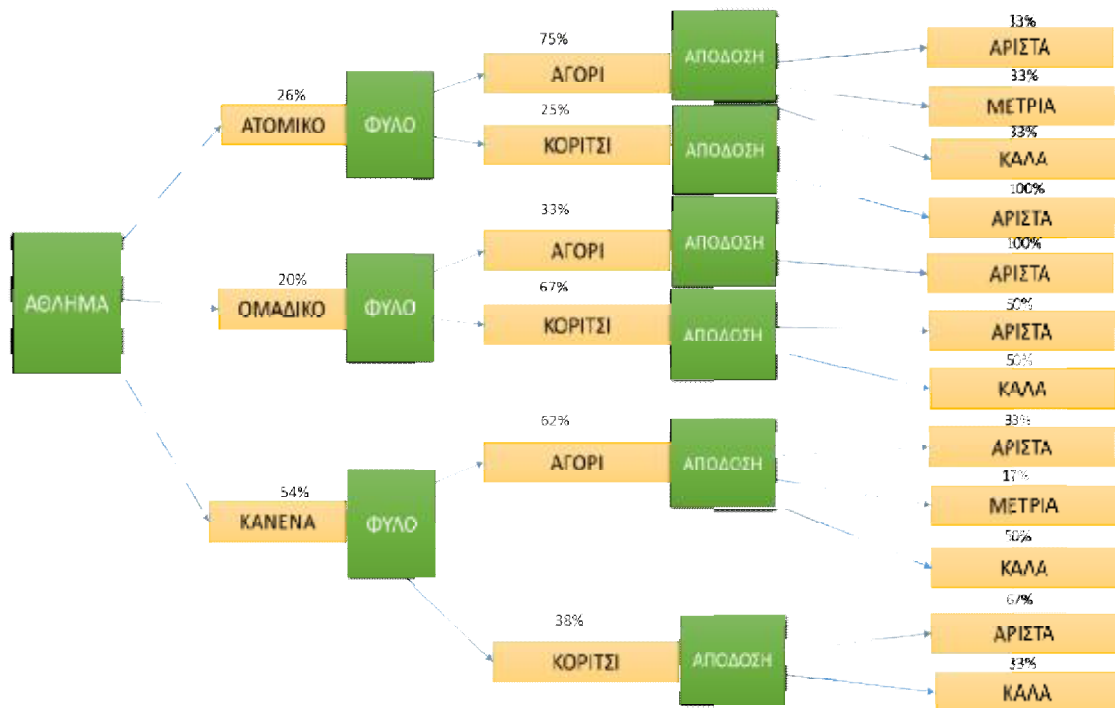 33%
ΑΡΙΣΤΑ
75%
ΑΠΟΔΟΣΗ
ΑΓΟΡΙ
33%
ΜΕΤΡΙΑ
26%
ΑΤΟΜΙΚΟ
ΦΥΛΟ
25%
ΚΟΡΙΤΣΙ
ΑΠΟΔΟΣΗ
33%
ΚΑΛΑ
100%
ΑΡΙΣΤΑ
33%
ΑΓΟΡΙ
ΑΠΟΔΟΣΗ
100%
ΑΡΙΣΤΑ
ΑΘΛΗΜΑ
20%
ΟΜΑΔΙΚΟ
ΦΥΛΟ
67%
ΚΟΡΙΤΣΙ
ΑΠΟΔΟΣΗ
50%
ΑΡΙΣΤΑ
50%
ΚΑΛΑ
62%
ΑΓΟΡΙ
ΑΠΟΔΟΣΗ
33%
ΑΡΙΣΤΑ
54%
ΚΑΝΕΝΑ
ΦΥΛΟ
17%
ΜΕΤΡΙΑ
50%
ΚΑΛΑ
38%
ΚΟΡΙΤΣΙ
ΑΠΟΔΟΣΗ
67%
ΑΡΙΣΤΑ
33%
ΚΑΛΑ